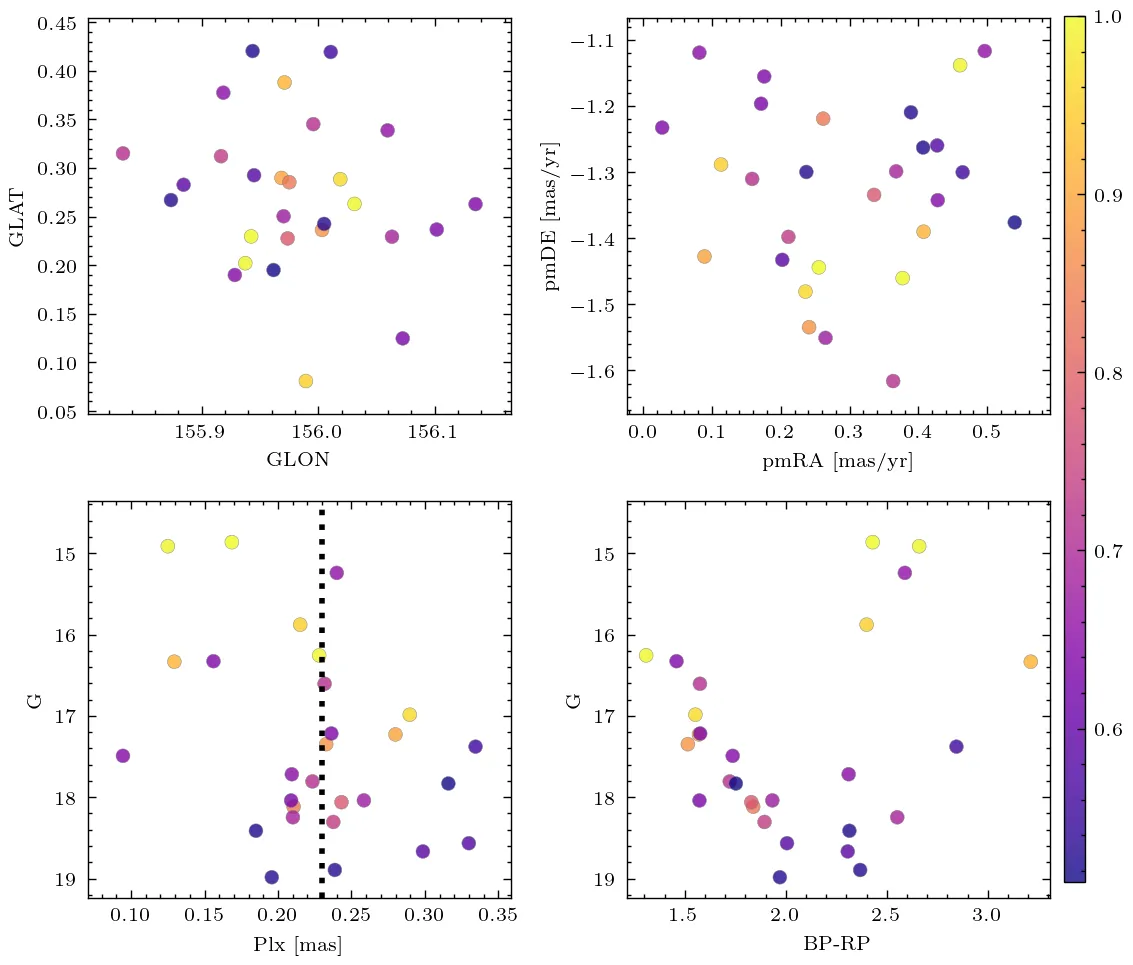 0.45
0.40
0.35
0.30
0.25
0.20
0.15
0.10
0.05
GLAT
155.9 156.0 156.1
GLON
−1.1
−1.2
−1.3
−1.4
−1.5
−1.6
pmDE [mas/yr]
0.0 0.1 0.2 0.3 0.4 0.5
pmRA [mas/yr]
1.0
0.9
0.8
0.7
0.6
15
16
17
18
19
G
0.10 0.15 0.20 0.25 0.30 0.35
Plx [mas]
15
16
17
18
19
G
1.5 2.0 2.5 3.0
BP-RP